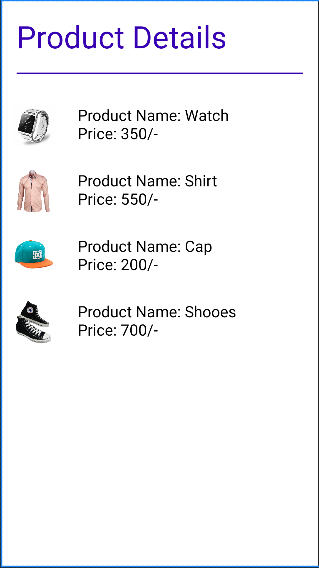 Product Details
Product Name: Watch
Price: 350/-
Product Name: Shirt
Price: 550/-
Product Name: Cap
Price: 200/-
Product Name: Shooes
Price: 700/-